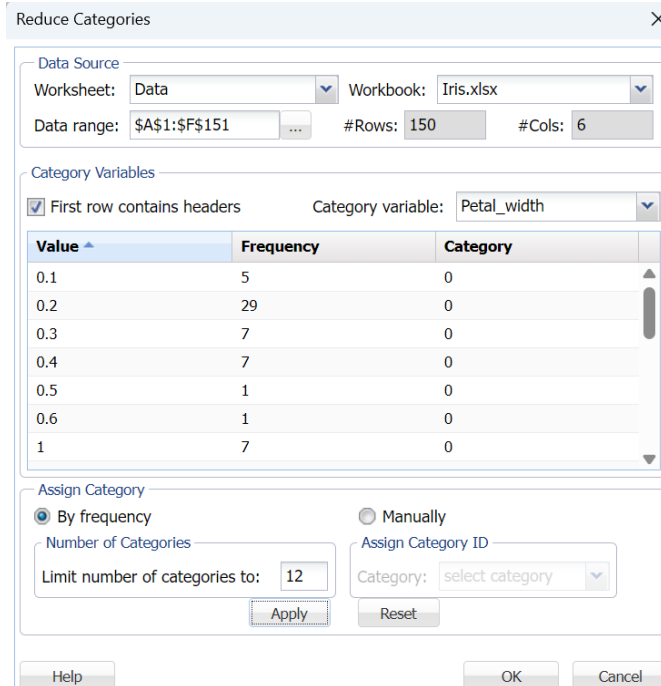 Reduce Categories
Data Source
Worksheet: Data Workbook: Iris.xlsx
Data range: $A$1:$F$151 ... #Rows: 150 #Cols: 6
Category Variables
First row contains headers Category variable: Petal_width
Value Frequency Category
0.1 5 0
0.2 29 0
0.3 7 0
0.4 7 0
0.5 1 0
0.6 1 0
1 7 0
Assign Category
By frequency Manually
Number of Categories Assign Category ID
Limit number of categories to: 12 Category: select category
Apply Reset
Help OK Cancel